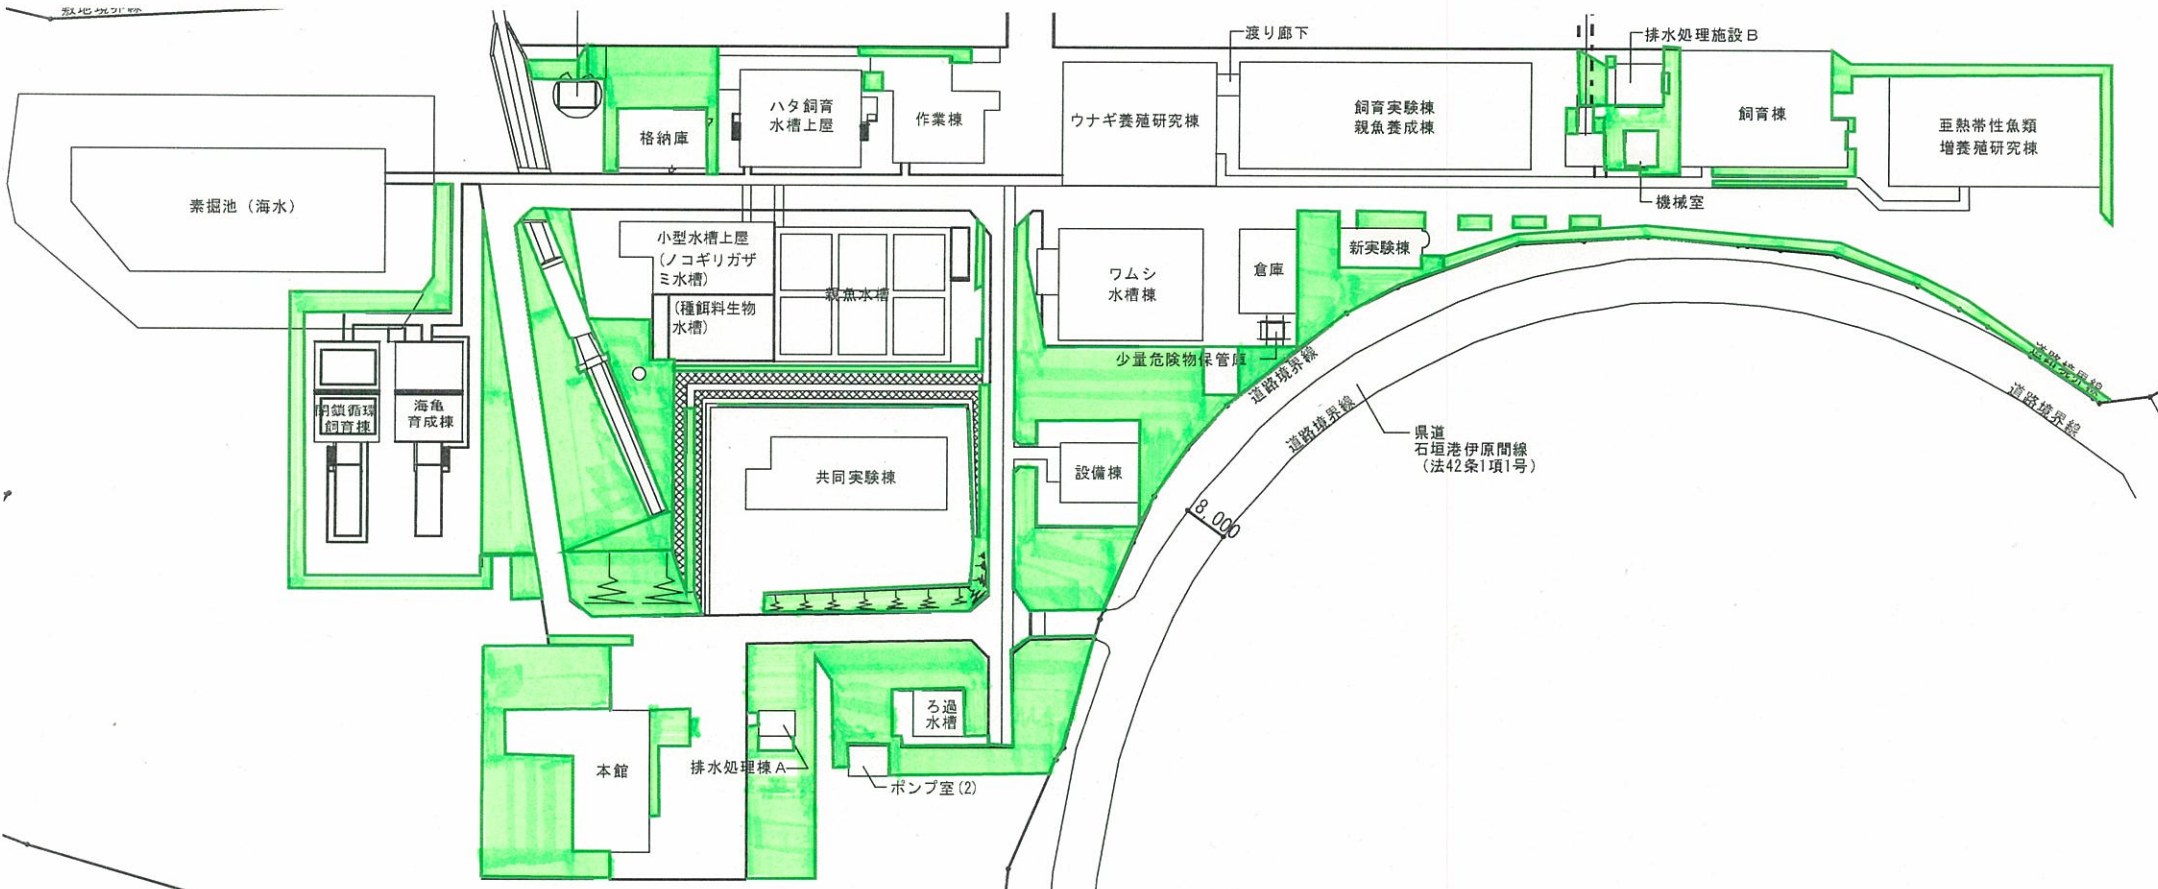 敷地境界線
渡り廊下
排水処理施設B
ハタ飼育
水槽上屋
格納庫
作業棟
ウナギ養殖研究棟
飼育実験棟
親魚養成棟
飼育棟
亜熱帯性魚類
増養殖研究棟
機械室
素掘池（海水）
小型水槽上屋
(ノコギリガザ
ミ水槽)
(種餌料生物
水槽)
親魚水槽
ワムシ
水槽棟
倉庫
新実験棟
少量危険物保管庫
道路境界線
道路境界線
道路境界線
道路境界線
閉鎖循環
飼育棟
海亀
育成棟
県道
石垣港伊原間線
（法42条1項1号）
共同実験棟
設備棟
8,000
ろ過
水槽
本館
排水処理棟A
ポンプ室(2)